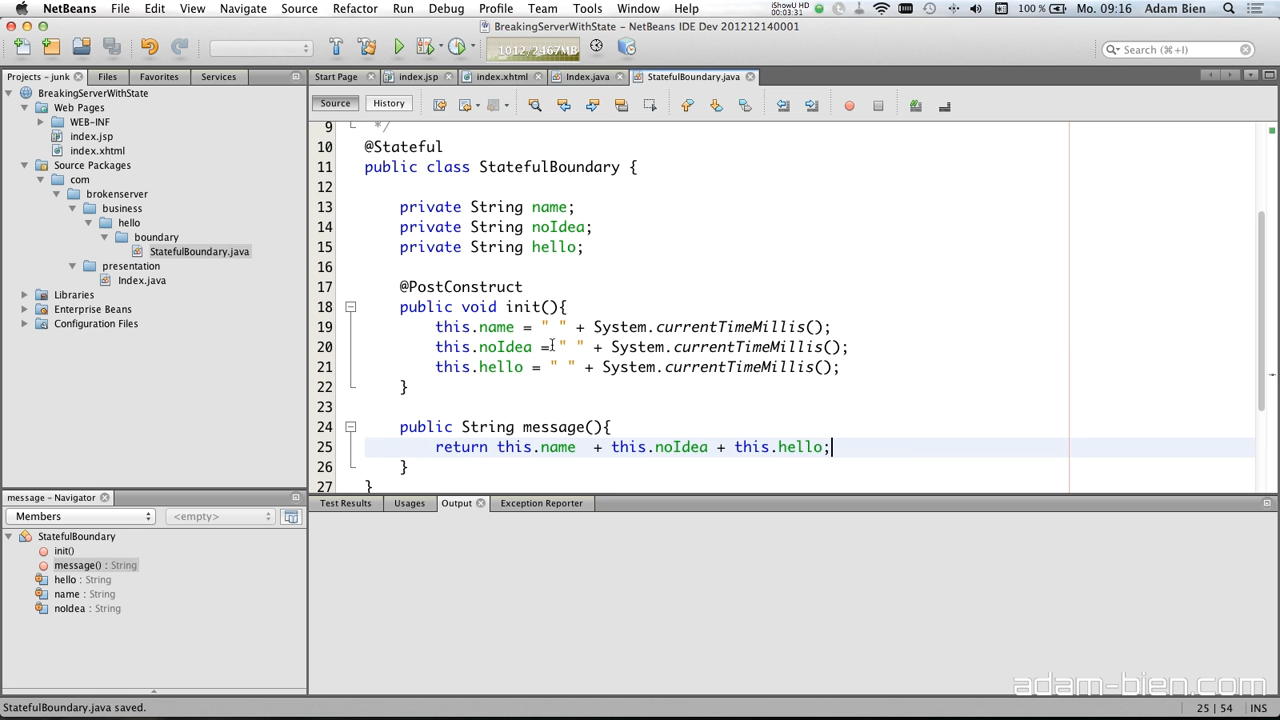 NetBeans File Edit View Navigate Source Refactor Run Debug Profile Team Tools Window Help iShowU HD 00:03:31 100 % Mo. 09:16 Adam Bien
BreakingServerWithState - NetBeans IDE Dev 201212140001
1012/2467MB
Search (⌘+I)
Projects - junk Files Favorites Services
Start Page index.jsp index.xhtml Index.java StatefulBoundary.java
Source History
BreakingServerWithState
Web Pages
WEB-INF
index.jsp
index.xhtml
Source Packages
com
brokenserver
business
hello
boundary
StatefulBoundary.java
presentation
Index.java
Libraries
Enterprise Beans
Configuration Files
9 */
10 @Stateful
11 public class StatefulBoundary {
12
13 private String name;
14 private String noIdea;
15 private String hello;
16
17 @PostConstruct
18 public void init(){
19 this.name = " " + System.currentTimeMillis();
20 this.noIdea = " " + System.currentTimeMillis();
21 this.hello = " " + System.currentTimeMillis();
22 }
23
24 public String message(){
25 return this.name  + this.noIdea + this.hello;
26 }
27 }
message - Navigator
Members <empty>
StatefulBoundary
init()
message() : String
hello : String
name : String
noIdea : String
Test Results Usages Output Exception Reporter
adam-bien.com
StatefulBoundary.java saved.
25 | 54 INS